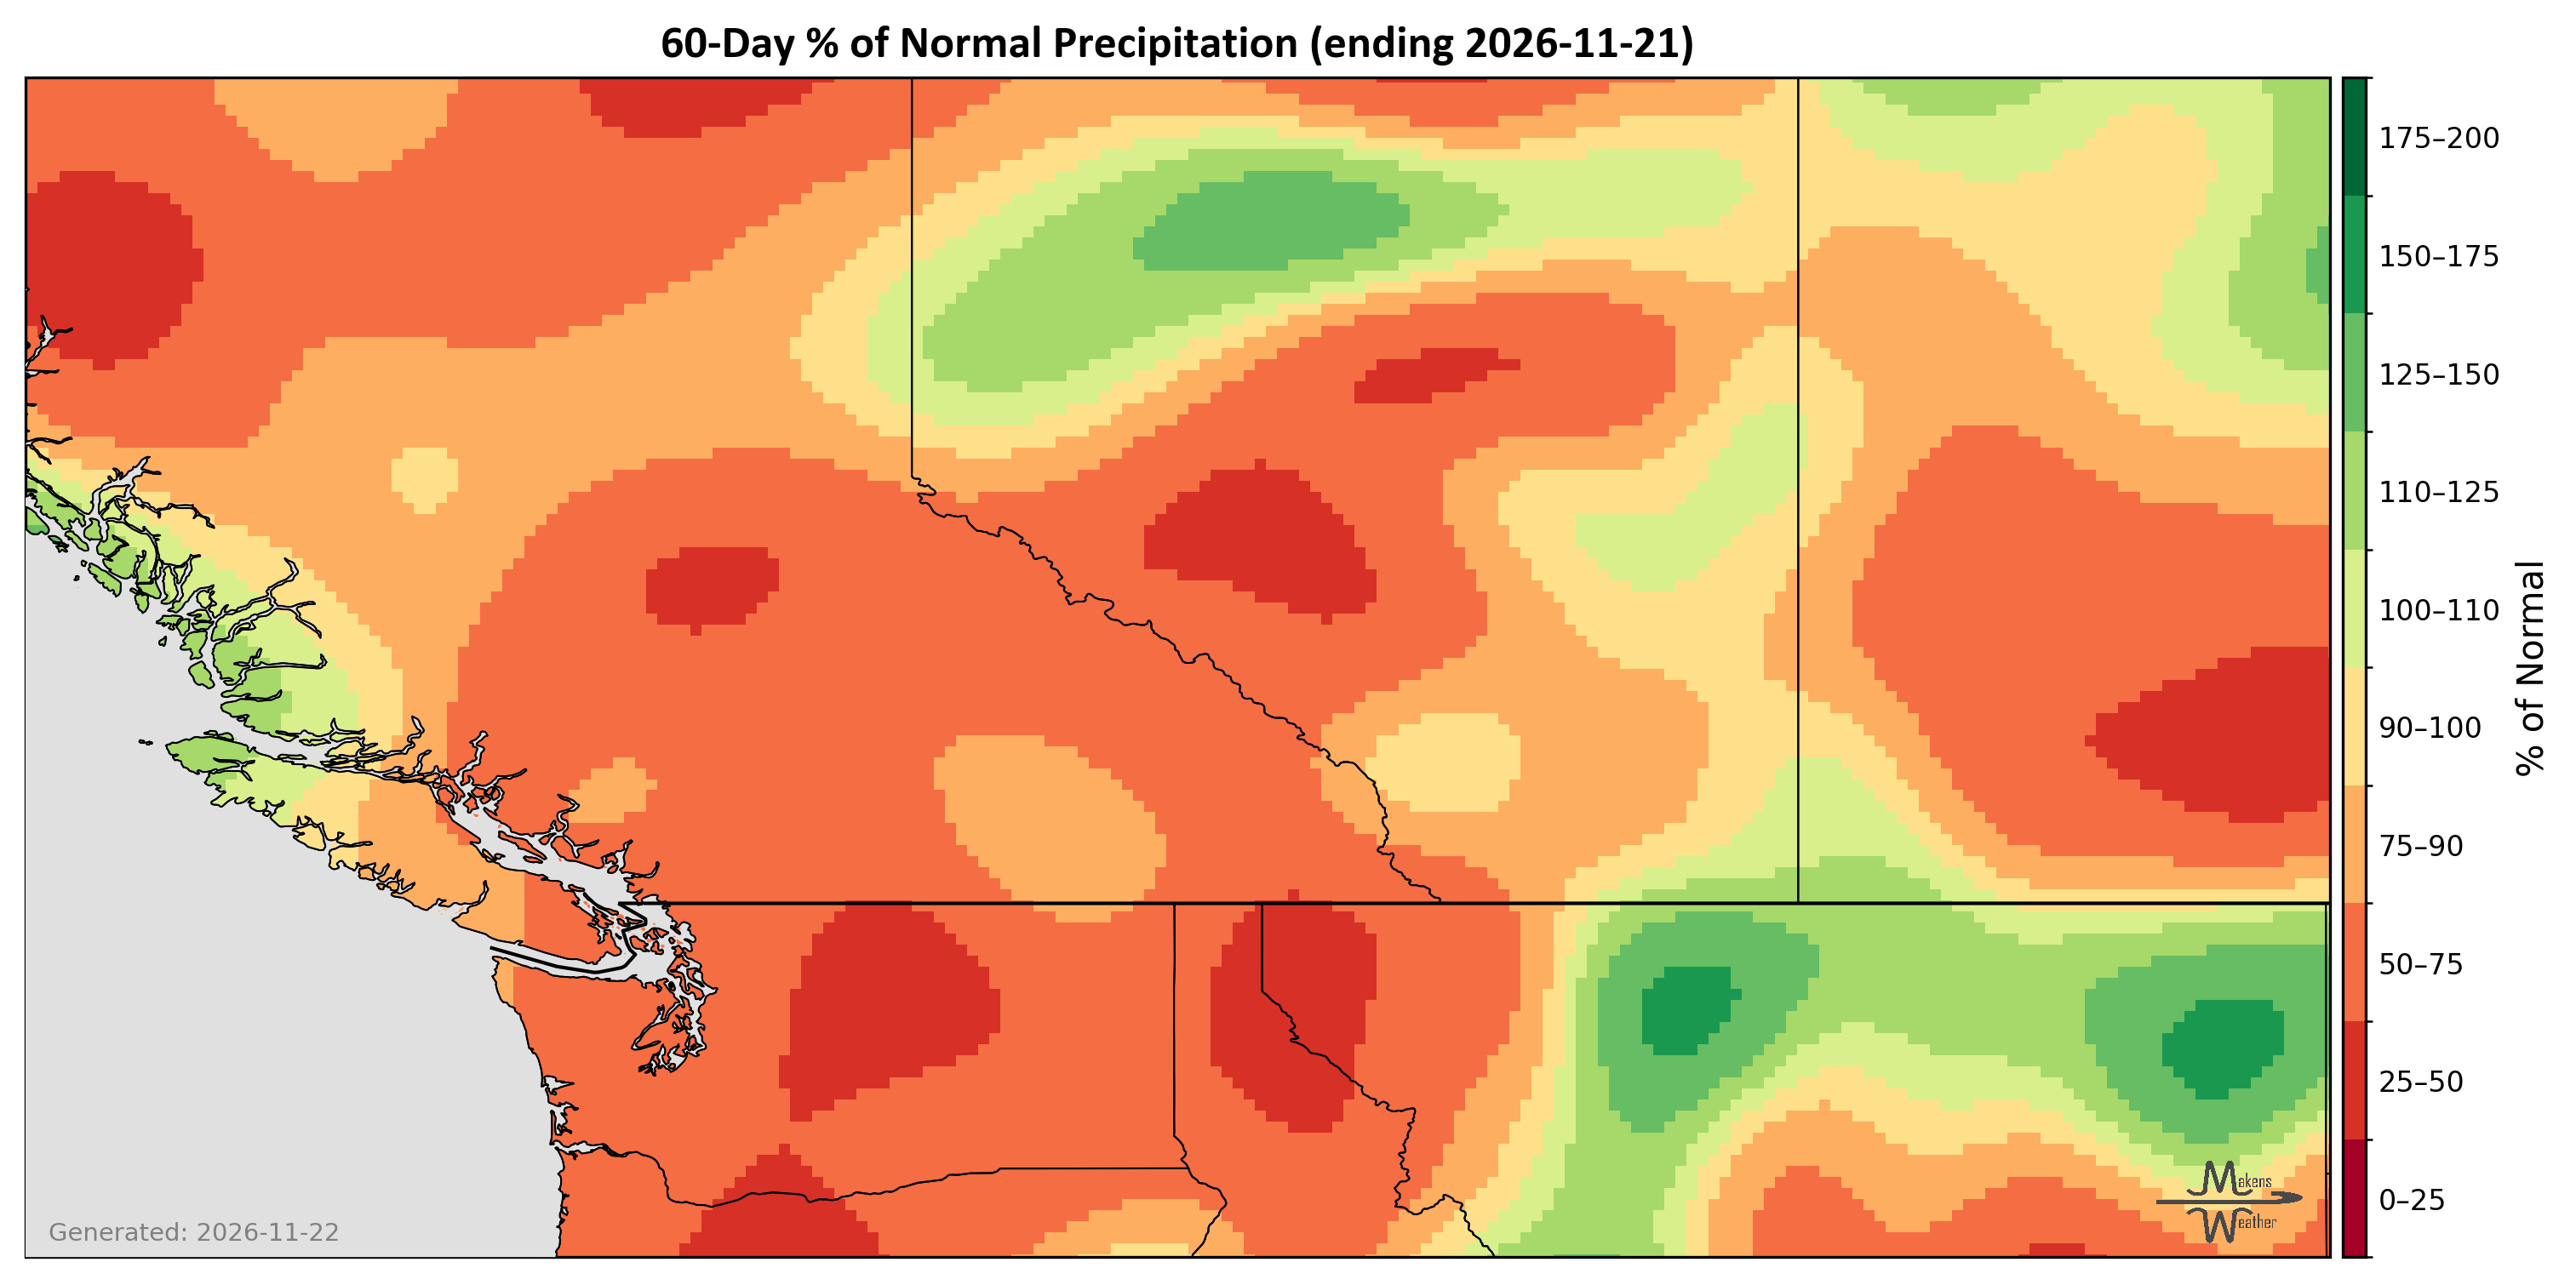 60-Day % of Normal Precipitation (ending 2026-11-21)
175–200
150–175
125–150
110–125
100–110
90–100
75–90
50–75
25–50
0–25
% of Normal
Makens
Weather
Generated: 2026-11-22